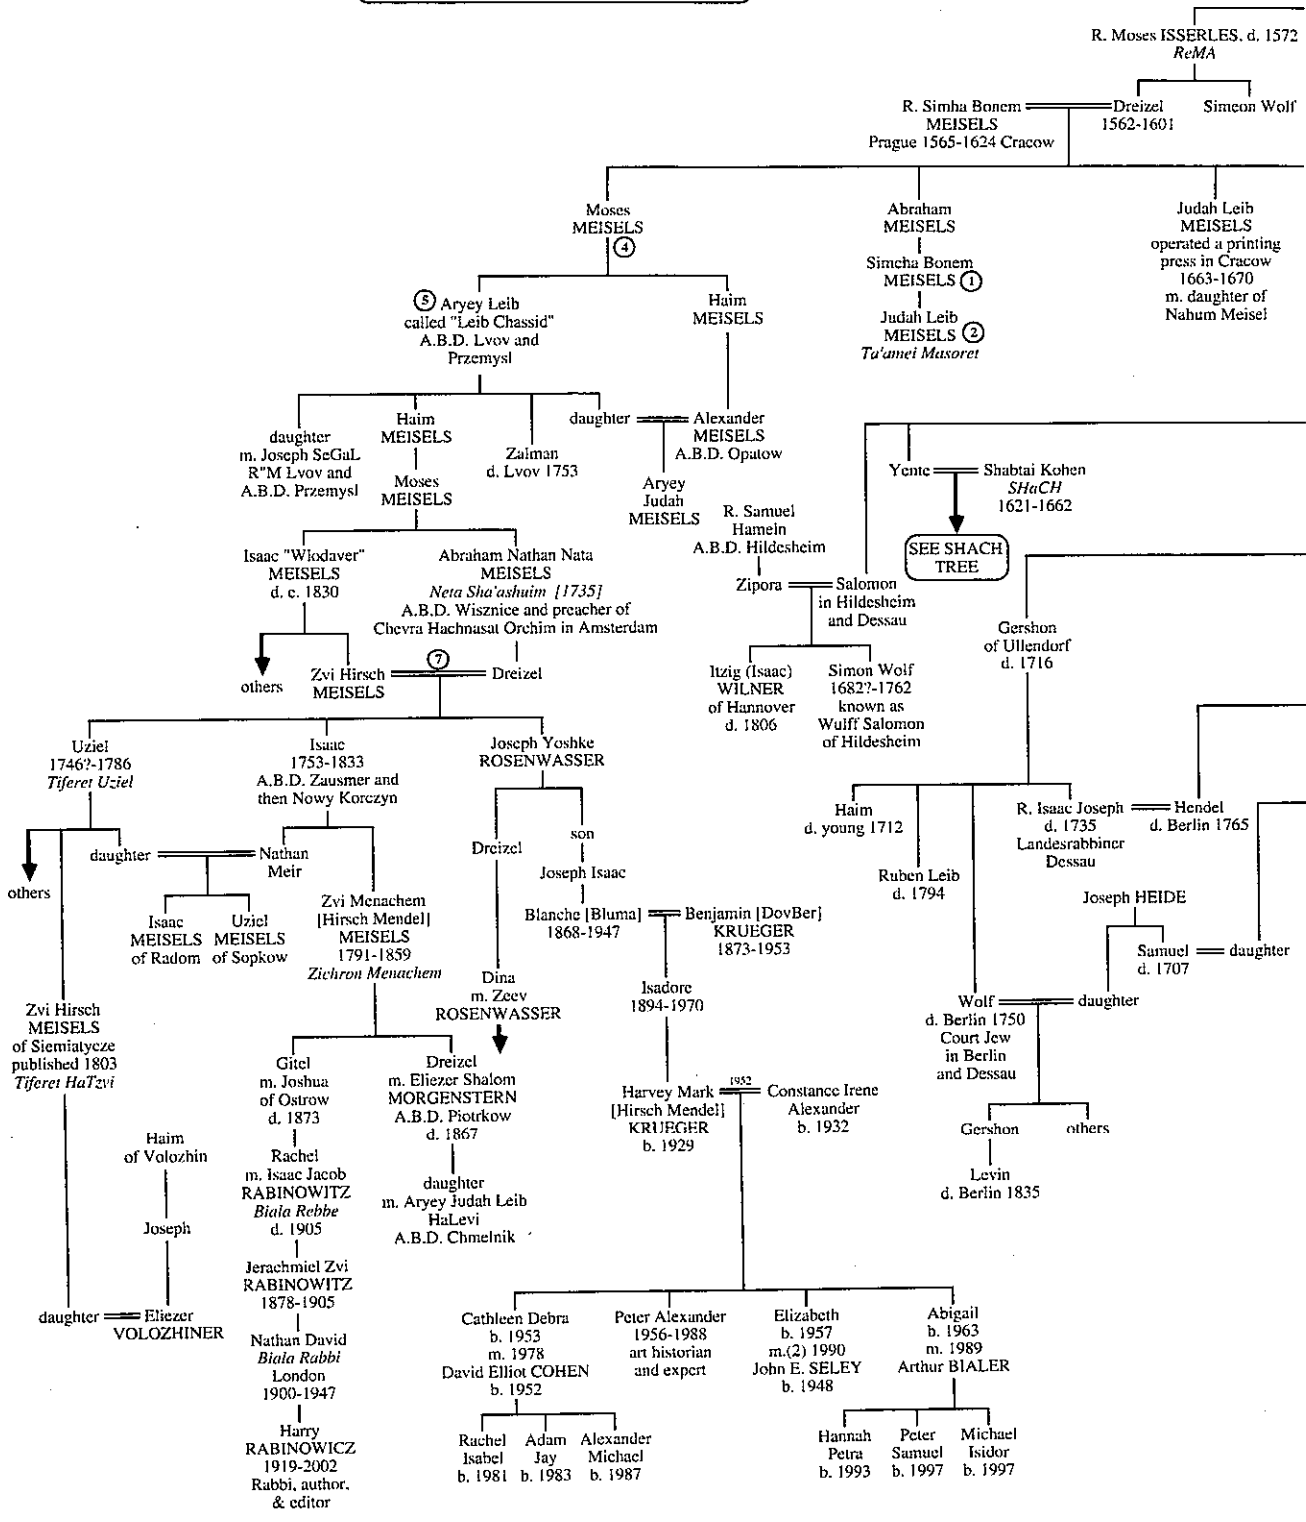 R. Moses ISSERLES, d. 1572
ReMA
R. Simha Bonem
MEISELS
Prague 1565-1624 Cracow
Dreizel
1562-1601
Simeon Wolf
Moses
MEISELS
4
Abraham
MEISELS
Simcha Bonem
MEISELS 1
Judah Leib
MEISELS 2
Ta'amei Masoret
Judah Leib
MEISELS
operated a printing
press in Cracow
1663-1670
m. daughter of
Nahum Meisel
5 Aryey Leib
called "Leib Chassid"
A.B.D. Lvov and
Przemysl
Haim
MEISELS
daughter
m. Joseph SeGaL
R"M Lvov and
A.B.D. Przemysl
Haim
MEISELS
Zalman
d. Lvov 1753
daughter
Alexander
MEISELS
A.B.D. Opatow
Moses
MEISELS
Aryey
Judah
MEISELS
Yente
Shabtai Kohen
SHaCH
1621-1662
SEE SHACH
TREE
R. Samuel
Hameln
A.B.D. Hildesheim
Zipora
Salomon
in Hildesheim
and Dessau
Isaac "Wlodaver"
MEISELS
d. c. 1830
Abraham Nathan Nata
MEISELS
Neta Sha'ashuim [1735]
A.B.D. Wisznice and preacher of
Chevra Hachnasat Orchim in Amsterdam
Gershon
of Ullendorf
d. 1716
others
Zvi Hirsch
MEISELS
7
Dreizel
Itzig (Isaac)
WILNER
of Hannover
d. 1806
Simon Wolf
1682?-1762
known as
Wulff Salomon
of Hildesheim
Uziel
1746?-1786
Tiferet Uziel
Isaac
1753-1833
A.B.D. Zausmer and
then Nowy Korczyn
Joseph Yoshke
ROSENWASSER
Haim
d. young 1712
Ruben Leib
d. 1794
R. Isaac Joseph
d. 1735
Landesrabbiner
Dessau
Hendel
d. Berlin 1765
others
daughter
Nathan
Meir
Dreizel
son
Joseph Isaac
Isaac
MEISELS
of Radom
Uziel
MEISELS
of Sopkow
Zvi Menachem
[Hirsch Mendel]
MEISELS
1791-1859
Zichron Menachem
Blanche [Bluma]
1868-1947
Benjamin [DovBer]
KRUEGER
1873-1953
Joseph HEIDE
Samuel
d. 1707
daughter
Dina
m. Zeev
ROSENWASSER
Isadore
1894-1970
Wolf
d. Berlin 1750
Court Jew
in Berlin
and Dessau
daughter
Zvi Hirsch
MEISELS
of Siemiatycze
published 1803
Tiferet HaTzvi
Gitel
m. Joshua
of Ostrow
d. 1873
Dreizel
m. Eliezer Shalom
MORGENSTERN
A.B.D. Piotrkow
d. 1867
Harvey Mark
[Hirsch Mendel]
KRUEGER
b. 1929
1952
Constance Irene
Alexander
b. 1932
Gershon
others
Levin
d. Berlin 1835
Haim
of Volozhin
Rachel
m. Isaac Jacob
RABINOWITZ
Biala Rebbe
d. 1905
daughter
m. Aryey Judah Leib
HaLevi
A.B.D. Chmelnik
Joseph
Jerachmiel Zvi
RABINOWITZ
1878-1905
daughter
Eliezer
VOLOZHINER
Nathan David
Biala Rabbi
London
1900-1947
Cathleen Debra
b. 1953
m. 1978
David Elliot COHEN
b. 1952
Peter Alexander
1956-1988
art historian
and expert
Elizabeth
b. 1957
m.(2) 1990
John E. SELEY
b. 1948
Abigail
b. 1963
m. 1989
Arthur BIALER
Harry
RABINOWICZ
1919-2002
Rabbi, author,
& editor
Rachel
Isabel
b. 1981
Adam
Jay
b. 1983
Alexander
Michael
b. 1987
Hannah
Petra
b. 1993
Peter
Samuel
b. 1997
Michael
Isidor
b. 1997